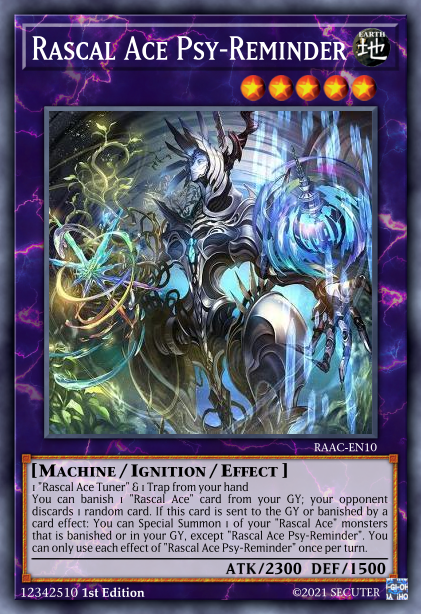 RASCAL ACE PSY-REMINDER
EARTH
地
RAAC-EN10
[MACHINE / IGNITION / EFFECT]
1 "Rascal Ace Tuner" & 1 Trap from your hand
You can banish 1 "Rascal Ace" card from your GY; your opponent
discards 1 random card. If this card is sent to the GY or banished by a
card effect: You can Special Summon 1 of your "Rascal Ace" monsters
that is banished or in your GY, except "Rascal Ace Psy-Reminder". You
can only use each effect of "Rascal Ace Psy-Reminder" once per turn.
ATK/2300 DEF/1500
12342510 1st Edition
©2021 SECUTER